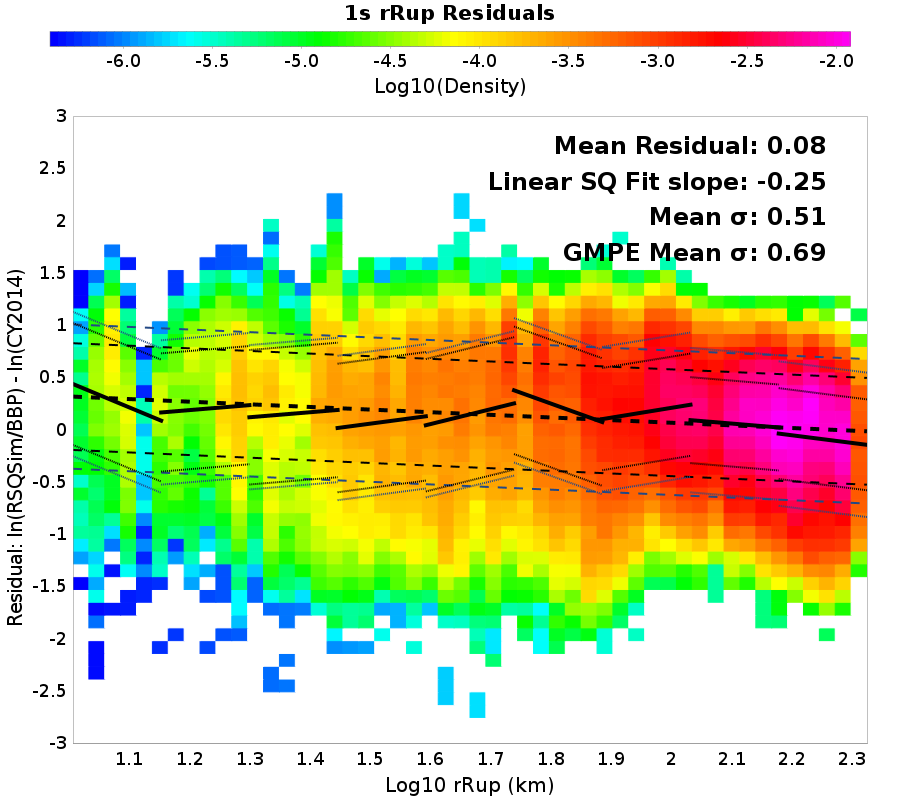 1s rRup Residuals
-6.0 -5.5 -5.0 -4.5 -4.0 -3.5 -3.0 -2.5 -2.0
Log10(Density)
Mean Residual: 0.08
Linear SQ Fit slope: -0.25
Mean σ: 0.51
GMPE Mean σ: 0.69
Residual: ln(RSQSim/BBP) - ln(CY2014)
3
2.5
2
1.5
1
0.5
0
-0.5
-1
-1.5
-2
-2.5
-3
1.1 1.2 1.3 1.4 1.5 1.6 1.7 1.8 1.9 2 2.1 2.2 2.3
Log10 rRup (km)